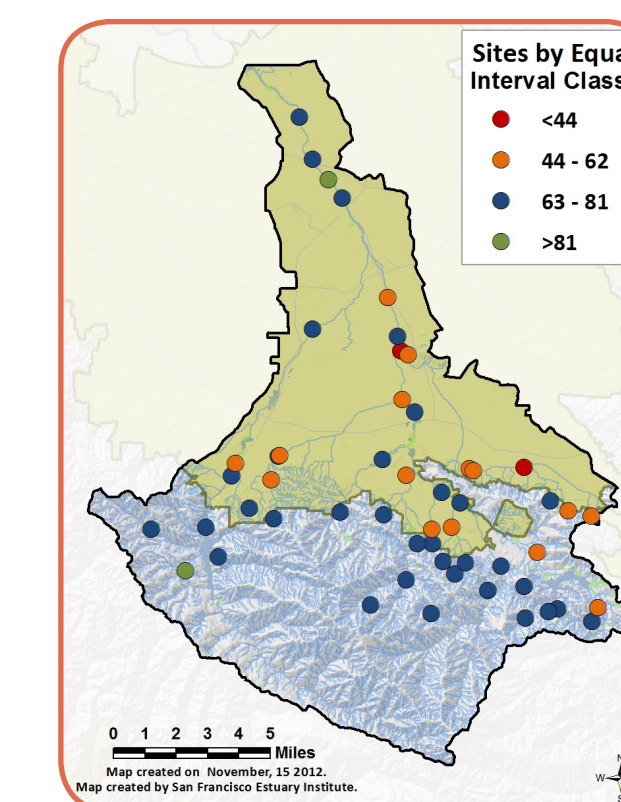 Sites by Equa
Interval Class
<44
44 - 62
63 - 81
>81
0 1 2 3 4 5
Miles
Map created on November, 15 2012.
Map created by San Francisco Estuary Institute.
N
W
S